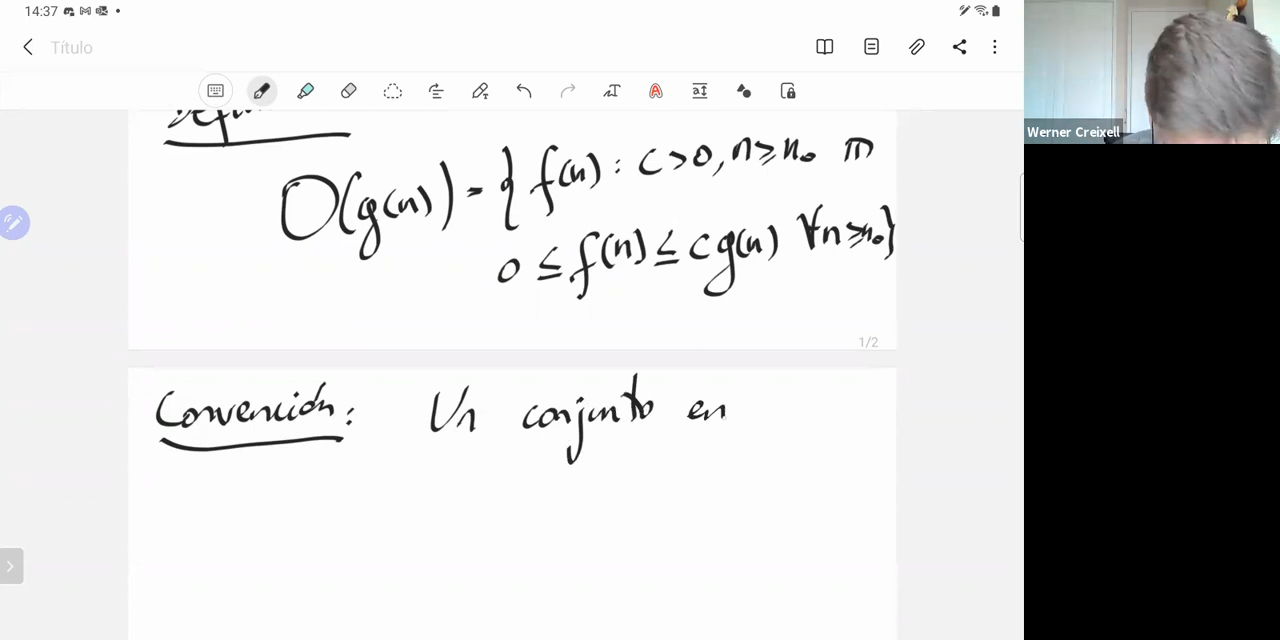 14:37
Título
O(g(n)) = { f(n) : c > 0, n ≥ n₀ m
0 ≤ f(n) ≤ c g(n) ∀n ≥ n₀ }
1/2
Convención: Un conjunto en
Werner Creixell